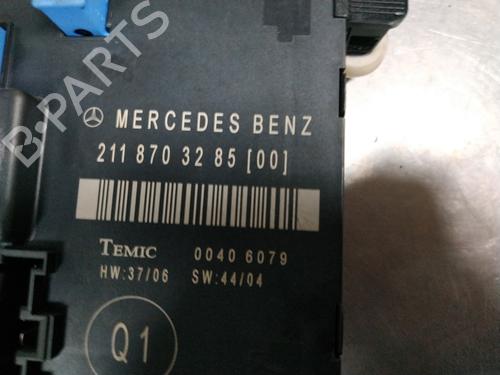 MERCEDES BENZ
211 870 32 85 [00]
TEMIC 0040 6079
HW:37/06 SW:44/04
Q1
B-PARTS